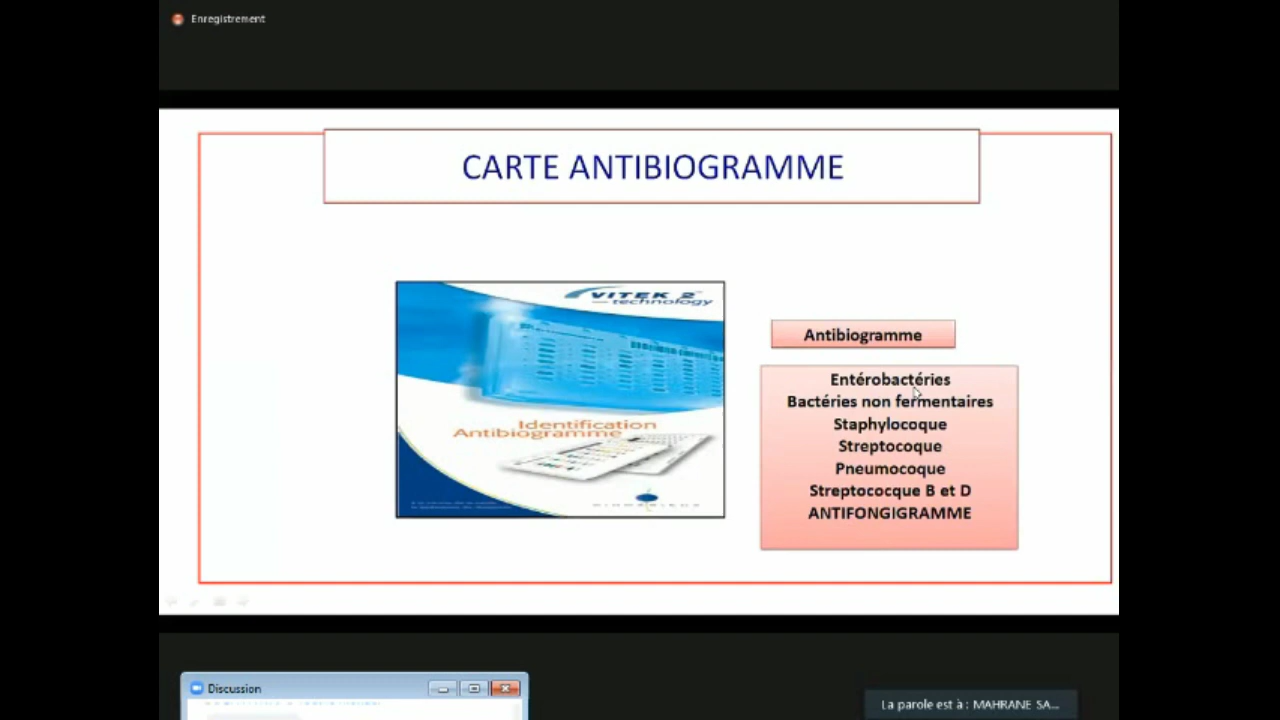 Enregistrement
CARTE ANTIBIOGRAMME
VITEK 2
technology
Identification
Antibiogramme
Antibiogramme
Entérobactéries
Bactéries non fermentaires
Staphylocoque
Streptocoque
Pneumocoque
Streptococque B et D
ANTIFONGIGRAMME
Discussion
La parole est à : MAHRANE SA...